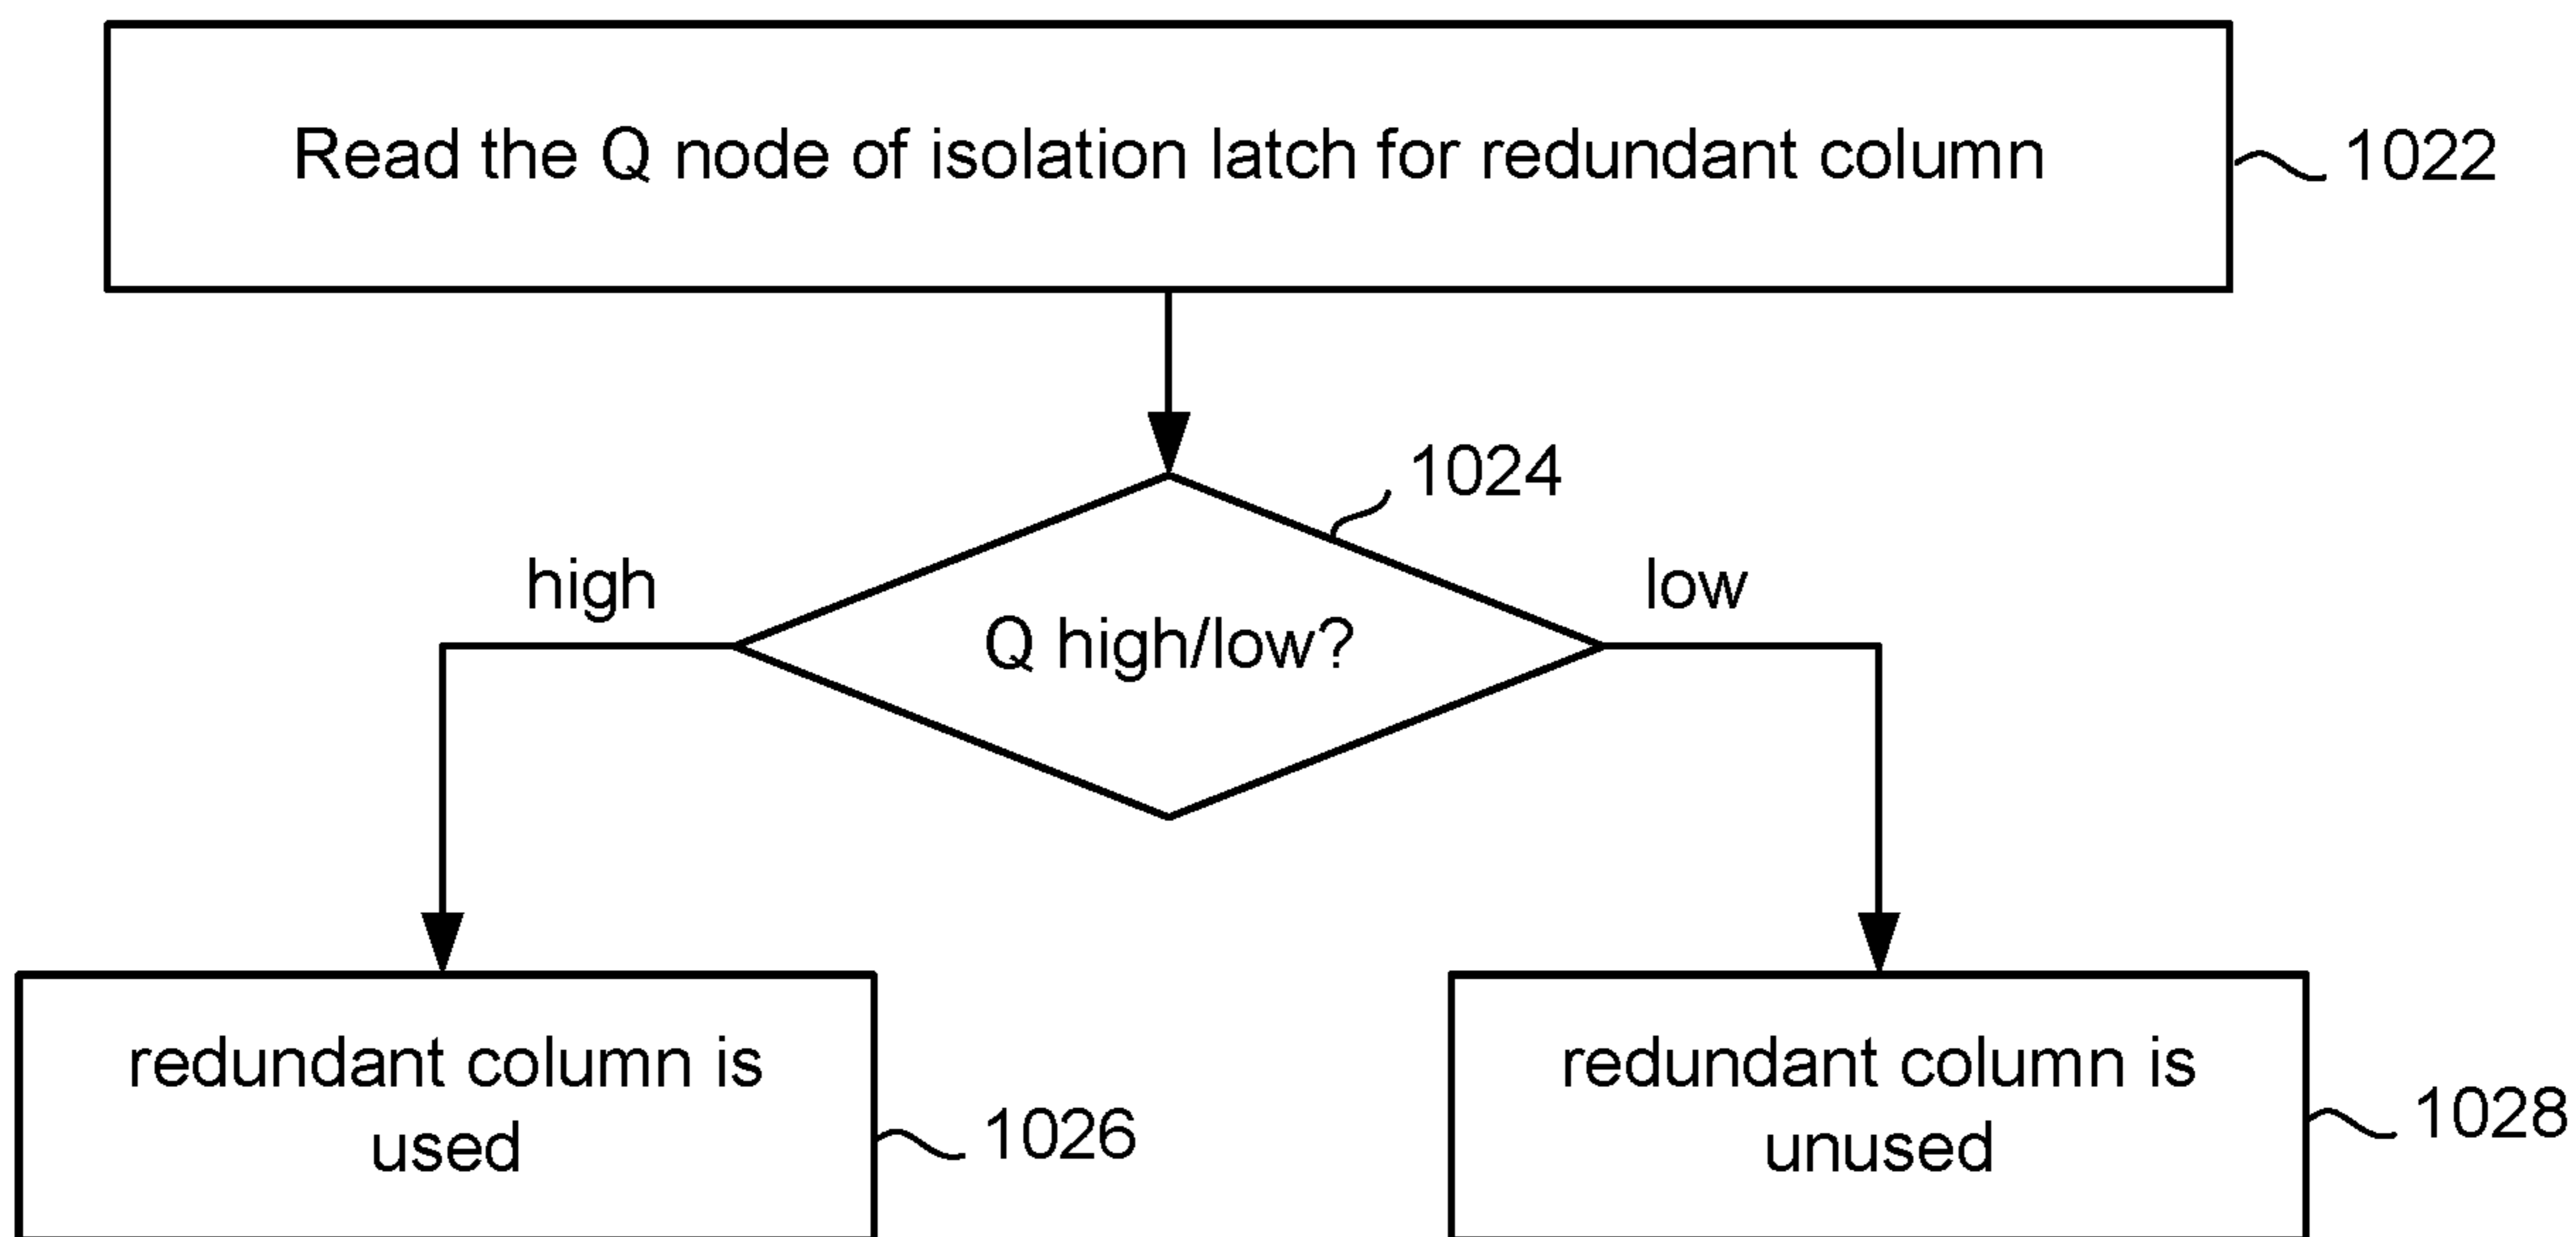 Read the Q node of isolation latch for redundant column
1022
1024
high
low
Q high/low?
redundant column is
used
1026
redundant column is
unused
1028